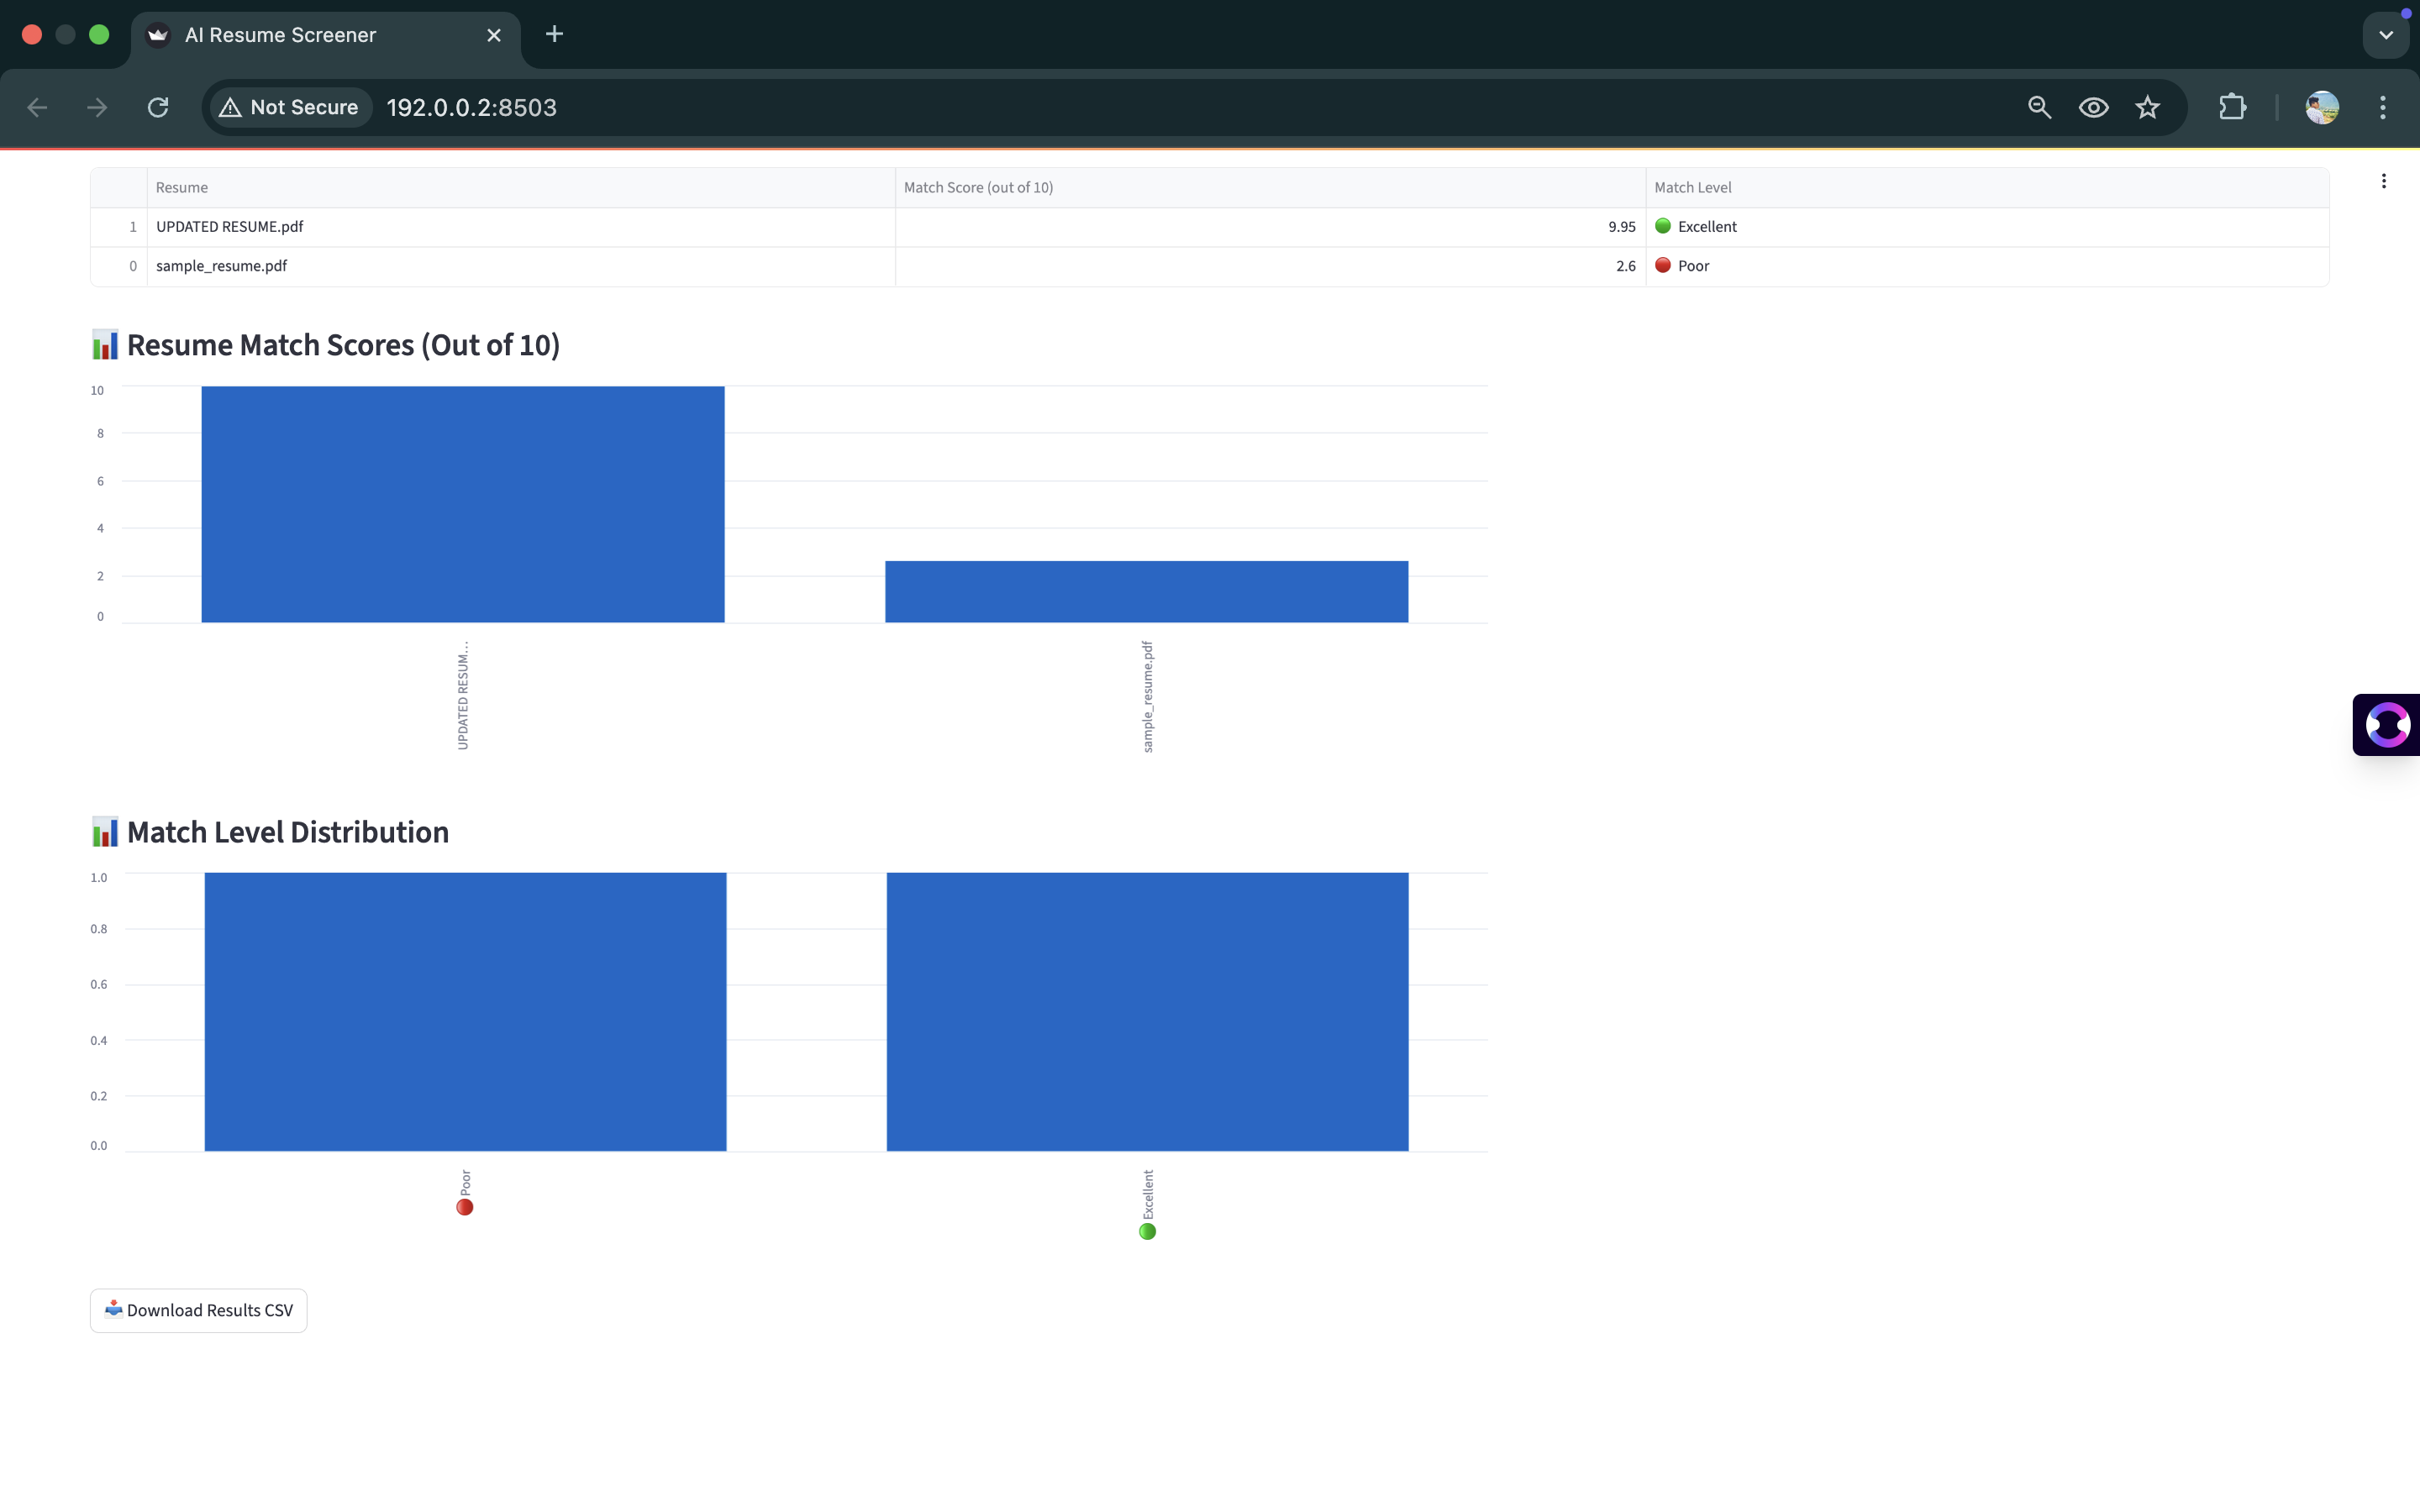 AI Resume Screener
Not Secure 192.0.0.2:8503
Resume Match Score (out of 10) Match Level
1 UPDATED RESUME.pdf 9.95 Excellent
0 sample_resume.pdf 2.6 Poor
Resume Match Scores (Out of 10)
10
8
6
4
2
0
UPDATED RESUM...
sample_resume.pdf
Match Level Distribution
1.0
0.8
0.6
0.4
0.2
0.0
Poor
Excellent
Download Results CSV